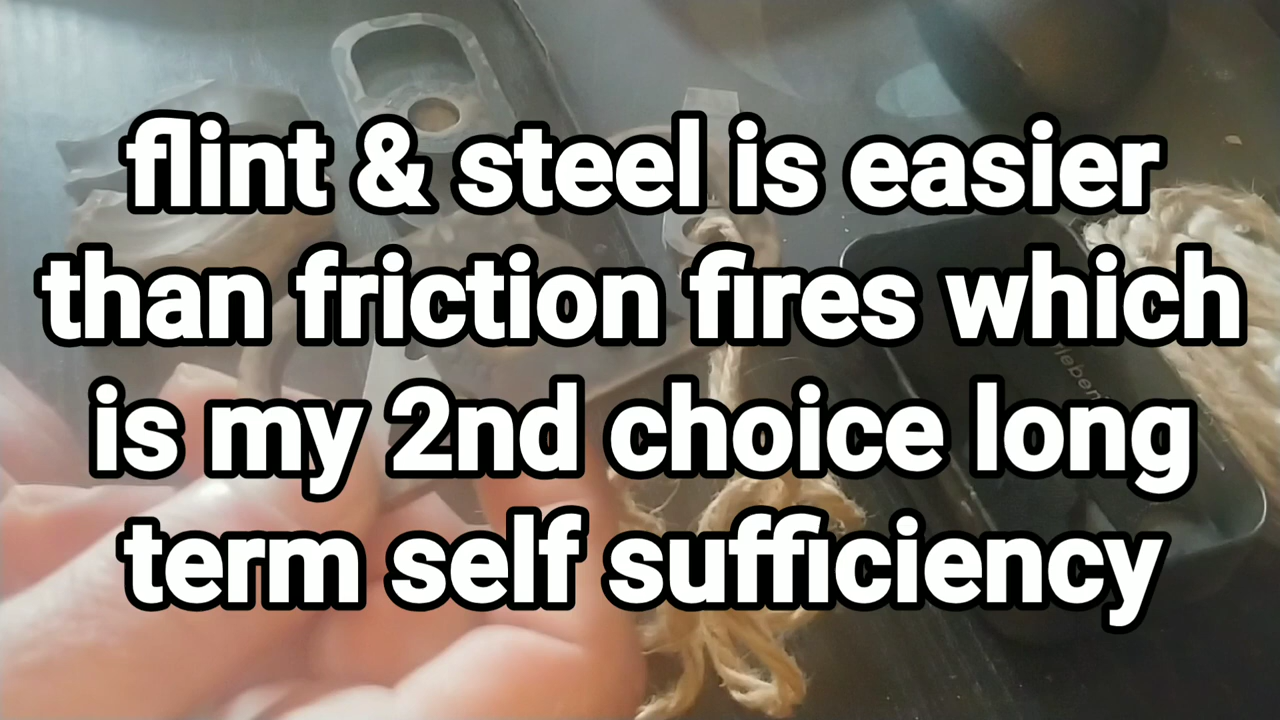 flint & steel is easier
than friction fires which
is my 2nd choice long
term self sufficiency